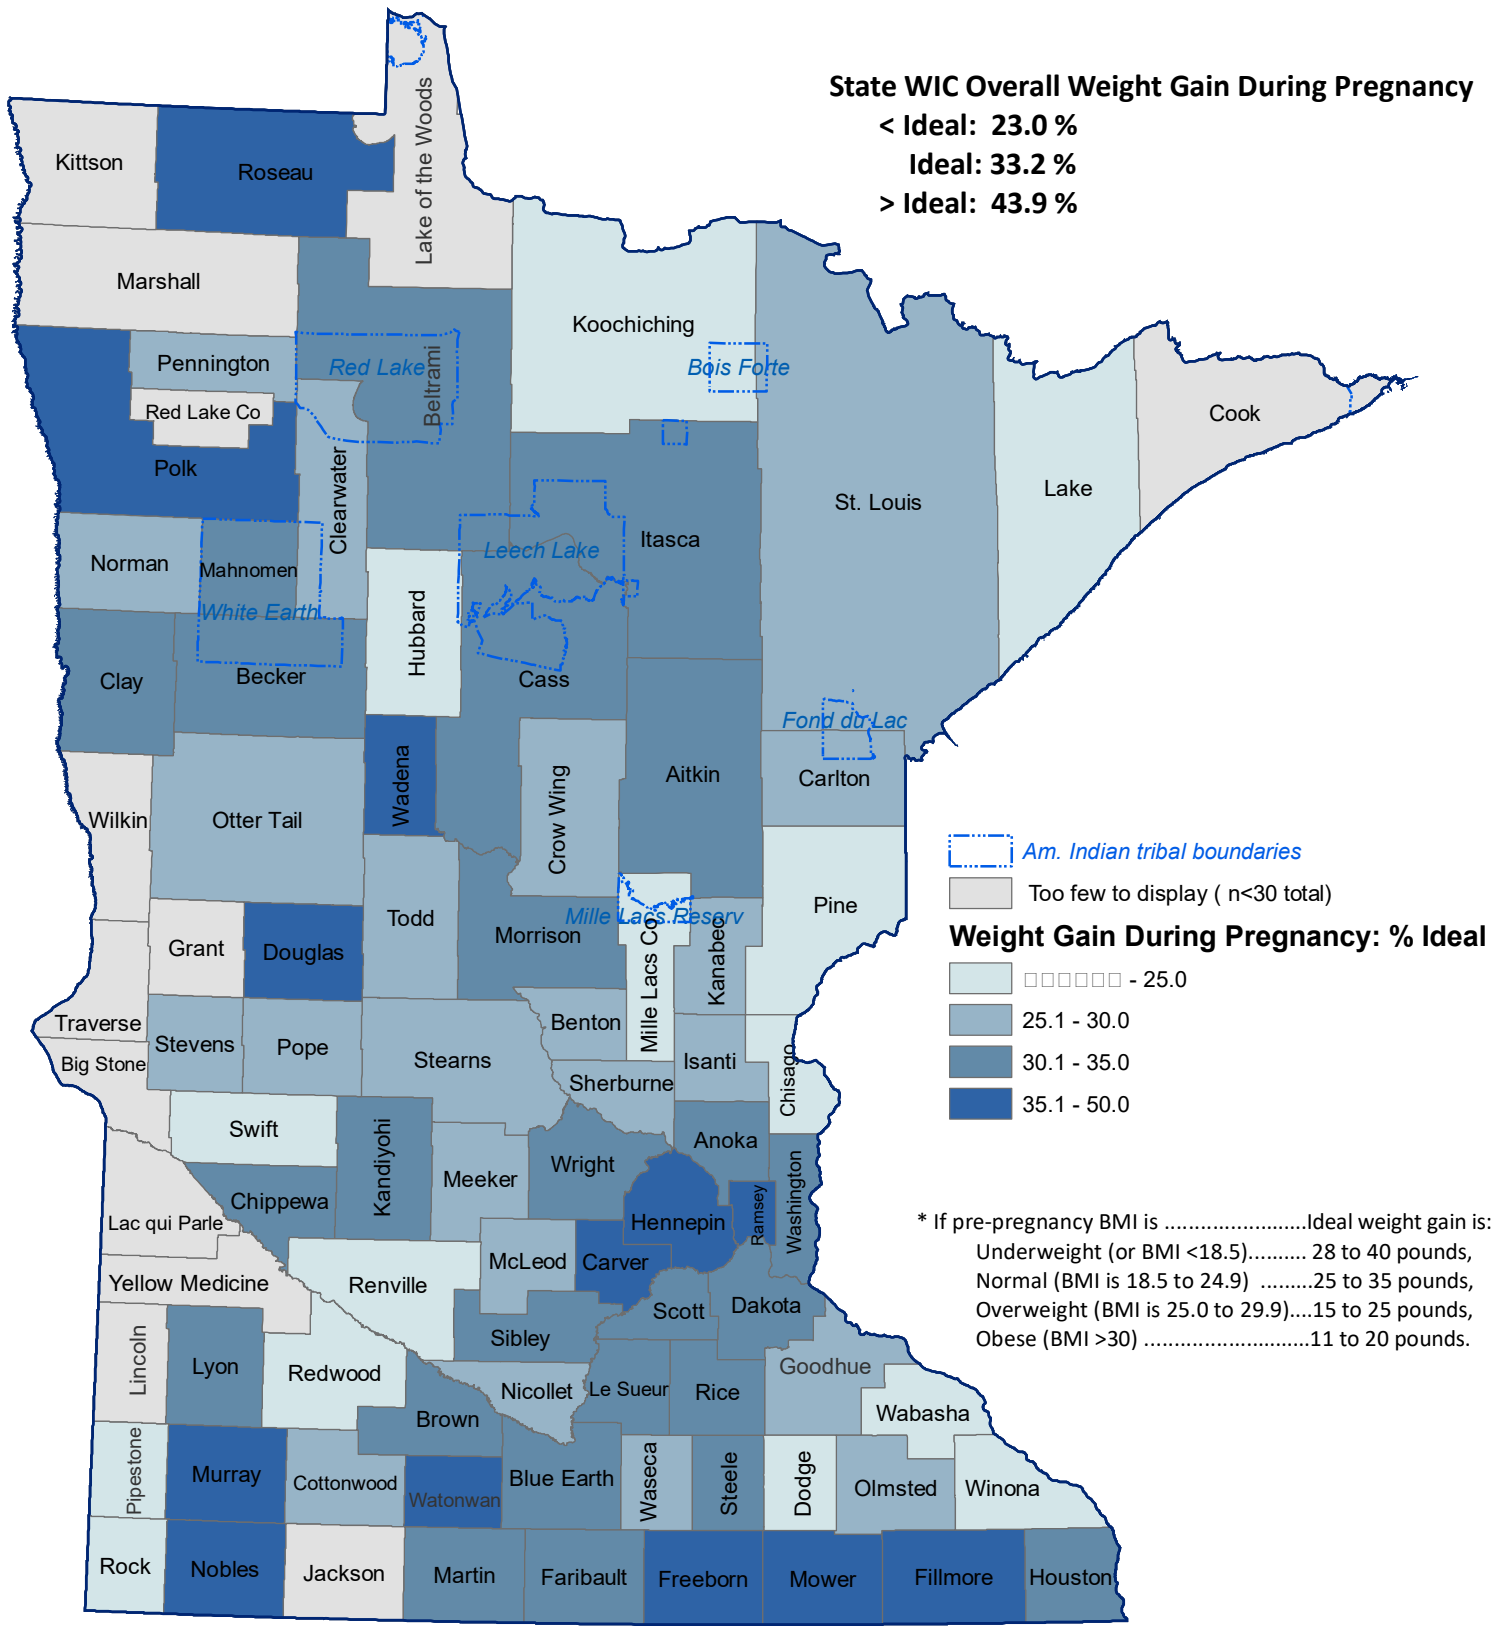 State WIC Overall Weight Gain During Pregnancy
< Ideal: 23.0 %
Ideal: 33.2 %
> Ideal: 43.9 %
Kittson
Roseau
Lake of the Woods
Marshall
Koochiching
Pennington
Red Lake
Beltrami
Bois Forte
Red Lake Co
Cook
Polk
Clearwater
Lake
St. Louis
Itasca
Leech Lake
Norman
Mahnomen
White Earth
Hubbard
Clay
Becker
Cass
Fond du Lac
Wadena
Aitkin
Carlton
Crow Wing
Wilkin
Otter Tail
Am. Indian tribal boundaries
Too few to display ( n<30 total)
Weight Gain During Pregnancy: % Ideal
- 25.0
25.1 - 30.0
30.1 - 35.0
35.1 - 50.0
Todd
Mille Lacs Reserv
Pine
Grant
Douglas
Morrison
Mille Lacs Co
Kanabec
Traverse
Stevens
Pope
Benton
Stearns
Big Stone
Isanti
Sherburne
Chisago
Swift
Kandiyohi
Anoka
Wright
Meeker
Chippewa
Washington
Ramsey
Hennepin
Lac qui Parle
McLeod
Carver
Yellow Medicine
Renville
Scott
Dakota
Sibley
Lincoln
Lyon
Redwood
Goodhue
Nicollet
Le Sueur
Rice
Brown
Wabasha
Pipestone
Murray
Cottonwood
Watonwan
Blue Earth
Waseca
Steele
Dodge
Olmsted
Winona
Rock
Nobles
Jackson
Martin
Faribault
Freeborn
Mower
Fillmore
Houston
* If pre-pregnancy BMI is .......................Ideal weight gain is:
Underweight (or BMI <18.5).......... 28 to 40 pounds,
Normal (BMI is 18.5 to 24.9) .........25 to 35 pounds,
Overweight (BMI is 25.0 to 29.9)....15 to 25 pounds,
Obese (BMI >30) ...........................11 to 20 pounds.